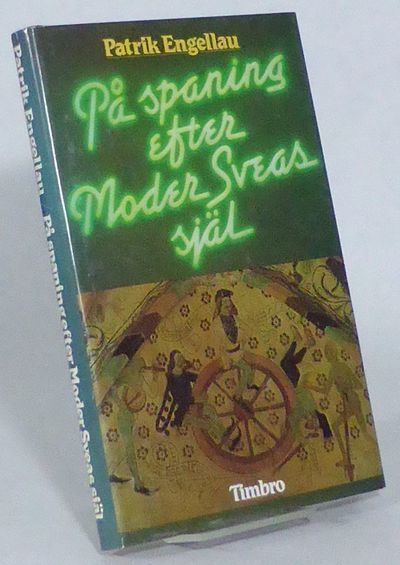 Patrik Engellau
På spaning
efter
Moder Sveas
själ
Timbro
Patrik Engellau På spaning efter Moder Sveas själ